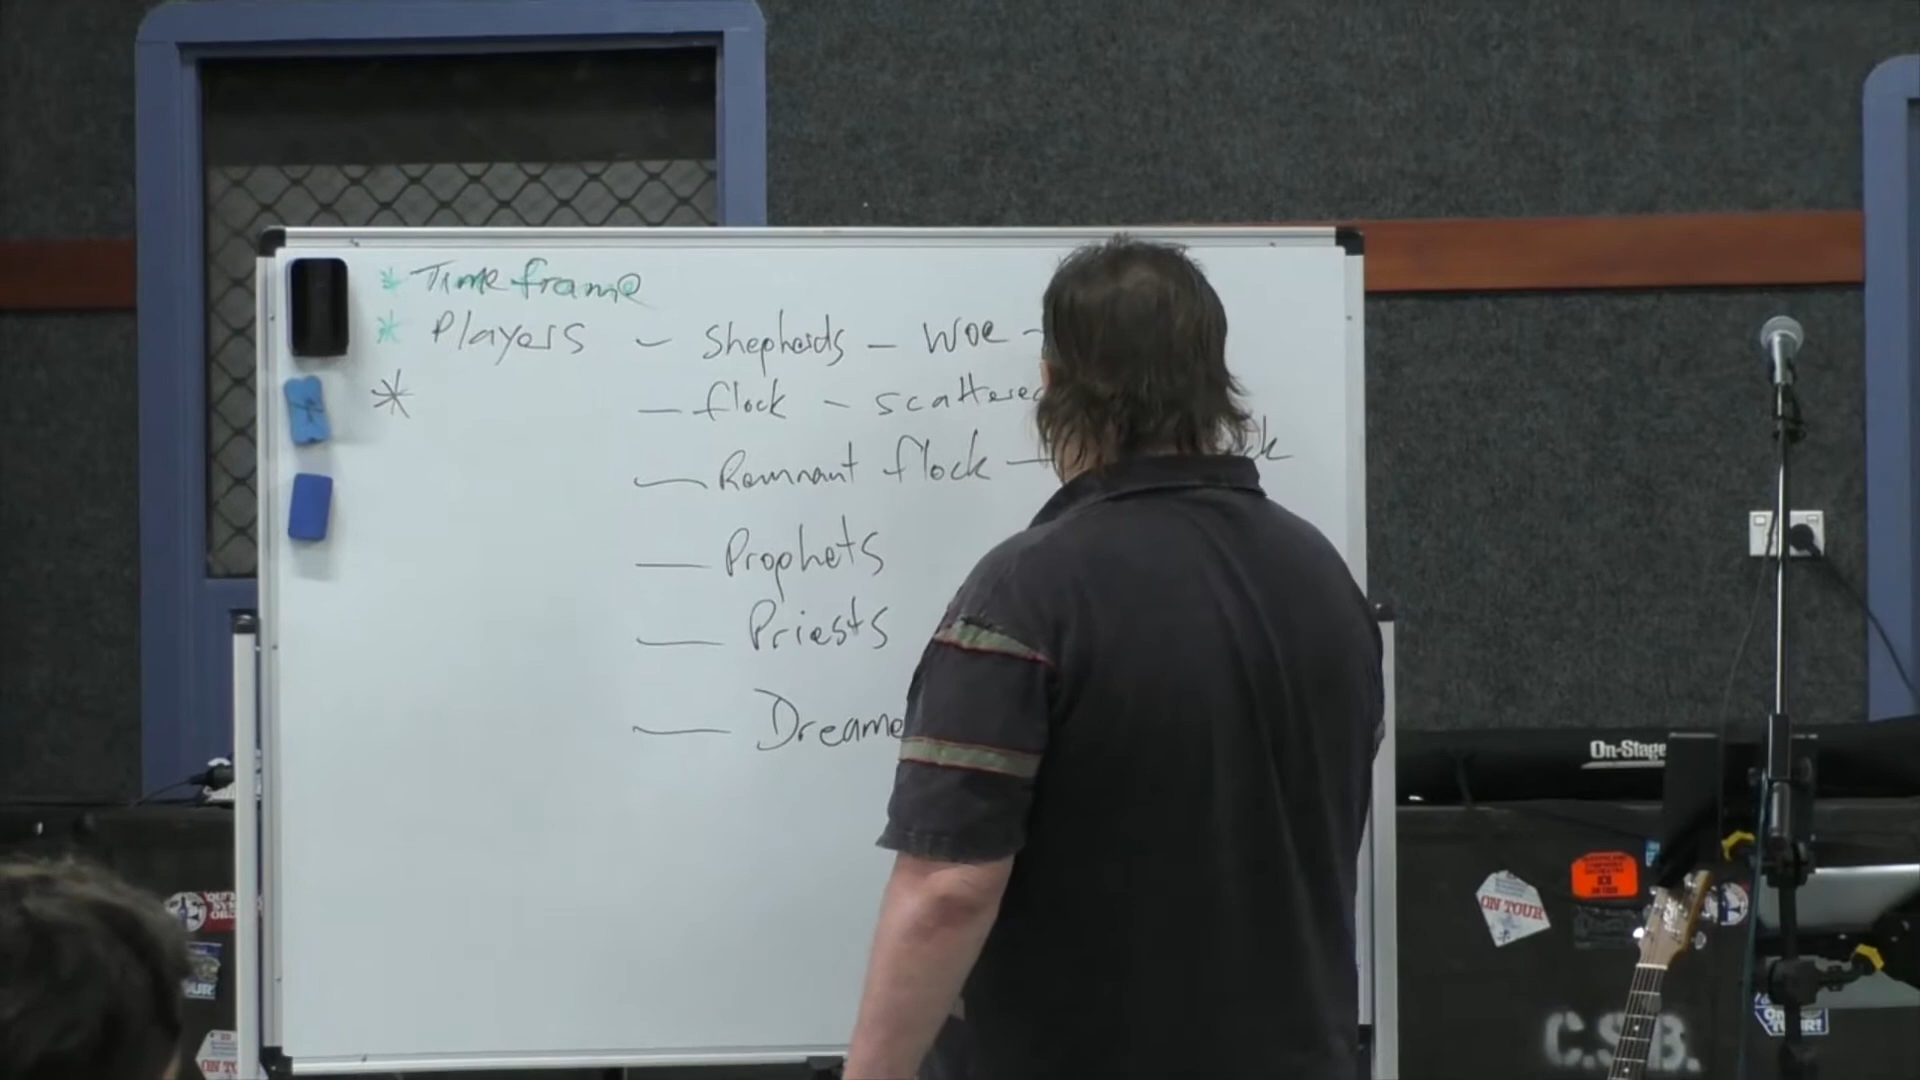 * Time frame
* Players - Shepherds - Woe -
* - flock - scattered
- Remnant flock -
- Prophets
- Priests
- Dreame
On-Stage
ON TOUR
C.S.B.